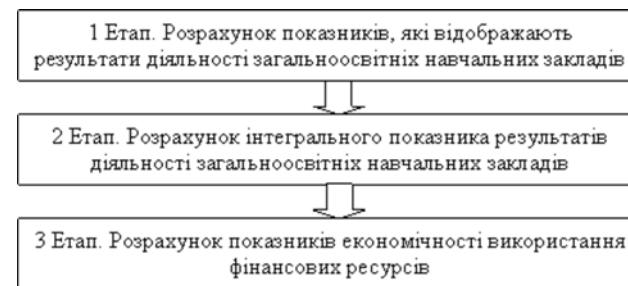 1 Етап. Розрахунок показників, які відображають
результати діяльності загальноосвітніх навчальних закладів
2 Етап. Розрахунок інтегрального показника результатів
діяльності загальноосвітніх навчальних закладів
3 Етап. Розрахунок показників економічності використання
фінансових ресурсів